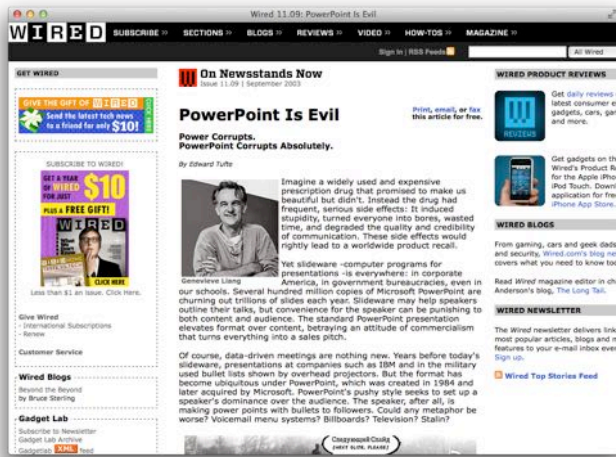 Wired 11.09: PowerPoint Is Evil
WIRED
SUBSCRIBE »
SECTIONS »
BLOGS »
REVIEWS »
VIDEO »
HOW-TOS »
MAGAZINE »
Sign In | RSS Feeds
All Wired
GET WIRED
GIVE THE GIFT OF WIRED
Send the latest tech news
to a friend for only $10!
CLICK HERE
SUBSCRIBE TO WIRED!
GET A YEAR
OF WIRED
FOR JUST
$10
PLUS A FREE GIFT!
CLICK HERE
Less than $1 an issue. Click Here.
Give Wired
- International Subscriptions
- Renew
Customer Service
Wired Blogs
Beyond the Beyond
by Bruce Sterling
Gadget Lab
Subscribe to Newsletter
Gadget Lab Archive
Gadgetlab XML feed
On Newsstands Now
Issue 11.09 | September 2003
PowerPoint Is Evil
Print, email, or fax
this article for free.
Power Corrupts.
PowerPoint Corrupts Absolutely.
By Edward Tufte
Imagine a widely used and expensive
prescription drug that promised to make us
beautiful but didn't. Instead the drug had
frequent, serious side effects: It induced
stupidity, turned everyone into bores, wasted
time, and degraded the quality and credibility
of communication. These side effects would
rightly lead to a worldwide product recall.
Genevieve Liang
Yet slideware -computer programs for
presentations -is everywhere: in corporate
America, in government bureaucracies, even in
our schools. Several hundred million copies of Microsoft PowerPoint are
churning out trillions of slides each year. Slideware may help speakers
outline their talks, but convenience for the speaker can be punishing to
both content and audience. The standard PowerPoint presentation
elevates format over content, betraying an attitude of commercialism
that turns everything into a sales pitch.
Of course, data-driven meetings are nothing new. Years before today's
slideware, presentations at companies such as IBM and in the military
used bullet lists shown by overhead projectors. But the format has
become ubiquitous under PowerPoint, which was created in 1984 and
later acquired by Microsoft. PowerPoint's pushy style seeks to set up a
speaker's dominance over the audience. The speaker, after all, is
making power points with bullets to followers. Could any metaphor be
worse? Voicemail menu systems? Billboards? Television? Stalin?
Следующий Слайд
(NEXT SLIDE, PLEASE)
WIRED PRODUCT REVIEWS
REVIEWS
Get daily reviews
latest consumer e
gadgets, cars, gam
and more.
Get gadgets on th
Wired's Product Re
for the Apple iPho
iPod Touch. Downl
application for fre
iPhone App Store.
WIRED BLOGS
From gaming, cars and geek dads
and security, Wired.com's blog ne
covers what you need to know too
Read Wired magazine editor in ch
Anderson's blog, The Long Tail.
WIRED NEWSLETTER
The Wired newsletter delivers link
most popular articles, blogs and m
features to your e-mail inbox ever
Sign up.
Wired Top Stories Feed